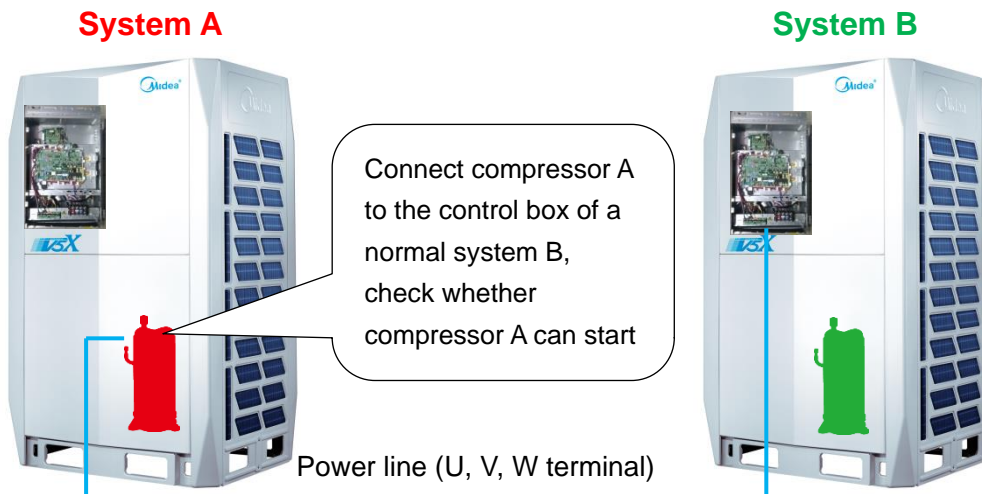 System A
System B
Midea
Midea
Connect compressor A
to the control box of a
normal system B,
check whether
compressor A can start
V5X
V5X
Power line (U, V, W terminal)